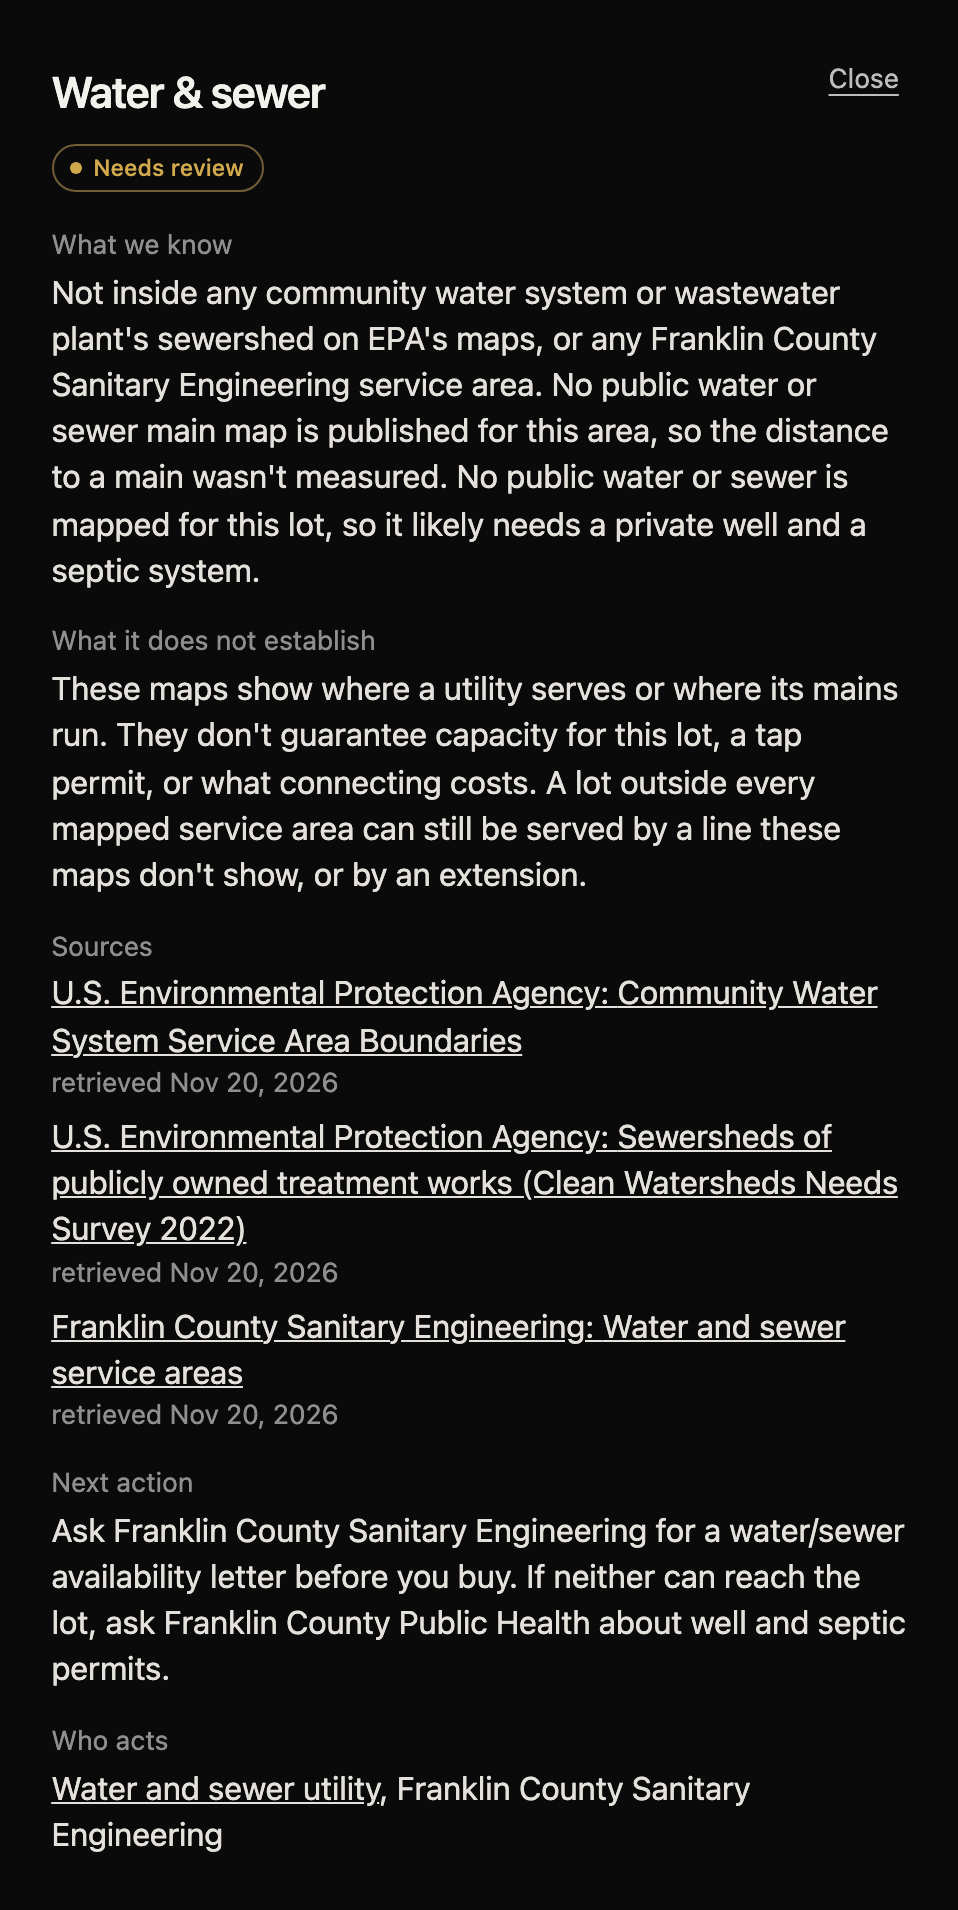 Water & sewer
Close
Needs review
What we know
Not inside any community water system or wastewater
plant's sewershed on EPA's maps, or any Franklin County
Sanitary Engineering service area. No public water or
sewer main map is published for this area, so the distance
to a main wasn't measured. No public water or sewer is
mapped for this lot, so it likely needs a private well and a
septic system.
What it does not establish
These maps show where a utility serves or where its mains
run. They don't guarantee capacity for this lot, a tap
permit, or what connecting costs. A lot outside every
mapped service area can still be served by a line these
maps don't show, or by an extension.
Sources
U.S. Environmental Protection Agency: Community Water
System Service Area Boundaries
retrieved Nov 20, 2026
U.S. Environmental Protection Agency: Sewersheds of
publicly owned treatment works (Clean Watersheds Needs
Survey 2022)
retrieved Nov 20, 2026
Franklin County Sanitary Engineering: Water and sewer
service areas
retrieved Nov 20, 2026
Next action
Ask Franklin County Sanitary Engineering for a water/sewer
availability letter before you buy. If neither can reach the
lot, ask Franklin County Public Health about well and septic
permits.
Who acts
Water and sewer utility, Franklin County Sanitary
Engineering